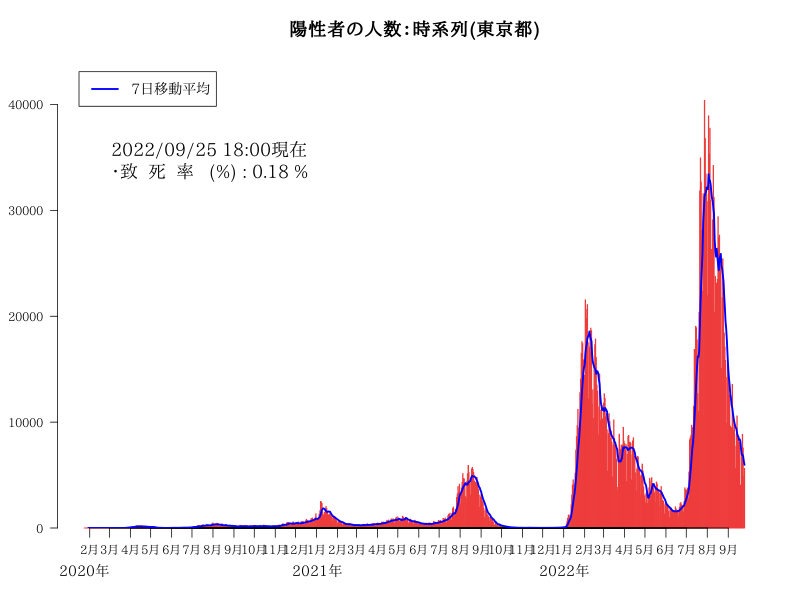 陽性者の人数:時系列(東京都)
7日移動平均
2022/09/25 18:00現在
・致 死 率 (%) : 0.18 %
40000
30000
20000
10000
0
2月 3月 4月 5月 6月 7月 8月 9月 10月 11月 12月 1月 2月 3月 4月 5月 6月 7月 8月 9月 10月 11月 12月 1月 2月 3月 4月 5月 6月 7月 8月 9月
2020年 2021年 2022年